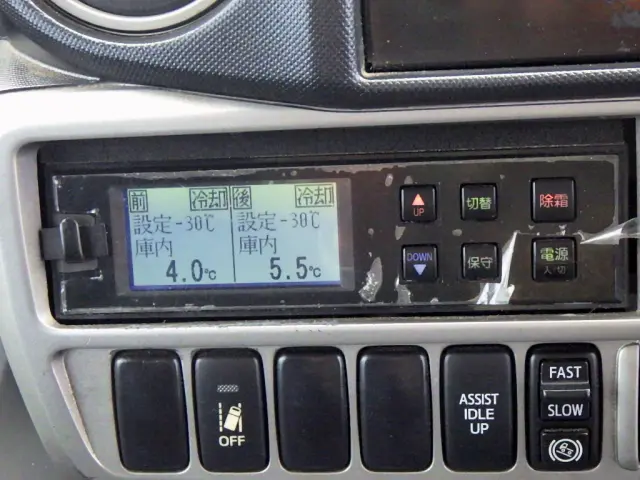 前 冷却 後 冷却
設定-30℃ 設定-30℃
庫内 庫内
4.0℃ 5.5℃
UP 切替 除霜
DOWN 保守 電源
入/切
OFF
ASSIST
IDLE
UP
FAST
SLOW